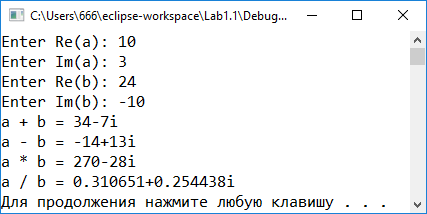 C:\Users\666\eclipse-workspace\Lab1.1\Debug...
Enter Re(a): 10
Enter Im(a): 3
Enter Re(b): 24
Enter Im(b): -10
a + b = 34-7i
a - b = -14+13i
a * b = 270-28i
a / b = 0.310651+0.254438i
Для продолжения нажмите любую клавишу . . .